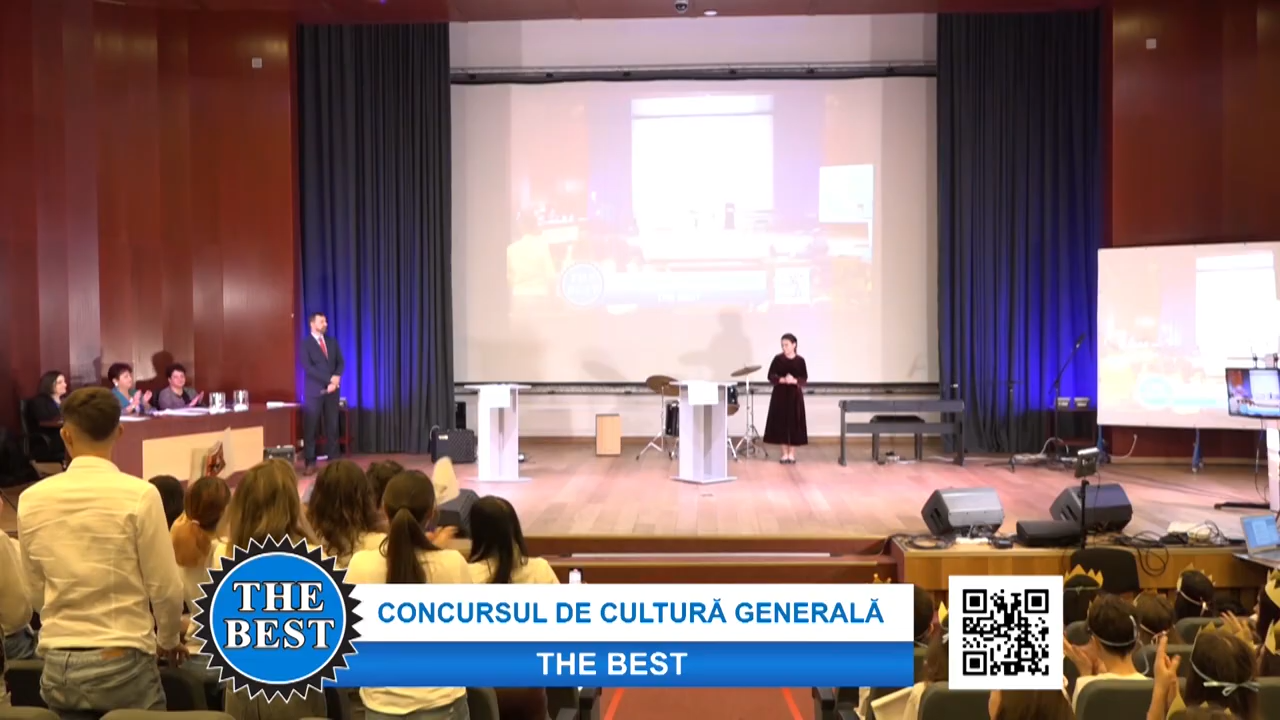 THE
BEST
CONCURSUL DE CULTURĂ GENERALĂ
THE BEST